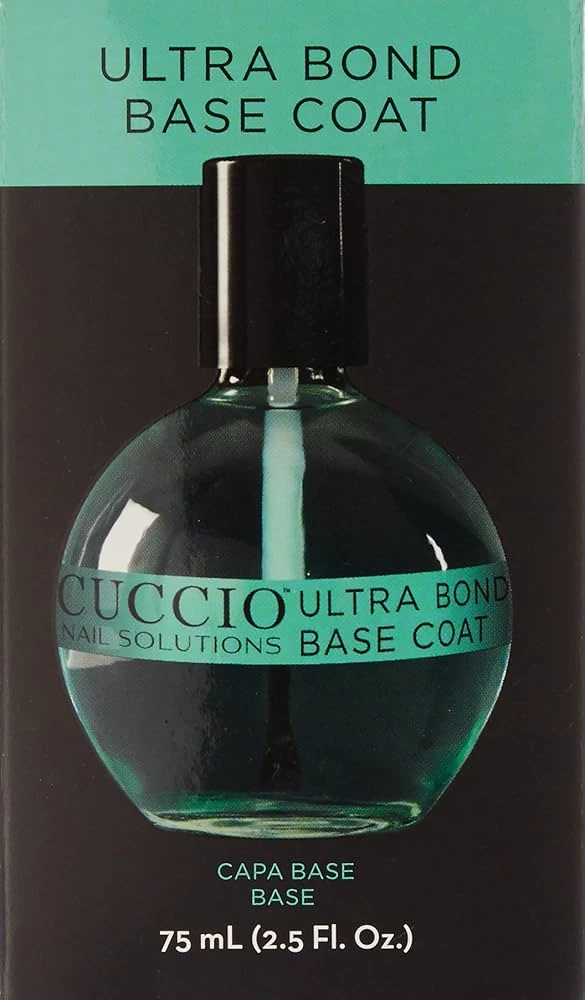 ULTRA BOND
BASE COAT
CUCCIO™ ULTRA BOND
NAIL SOLUTIONS BASE COAT
CAPA BASE
BASE
75 mL (2.5 Fl. Oz.)